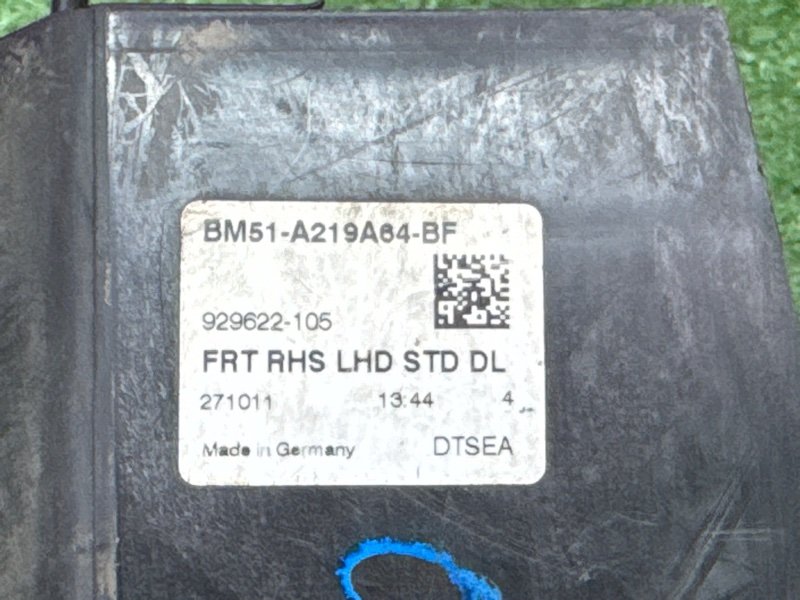 BM51-A219A64-BF
929622-105
FRT RHS LHD STD DL
271011 13:44 4
Made in Germany DTSEA